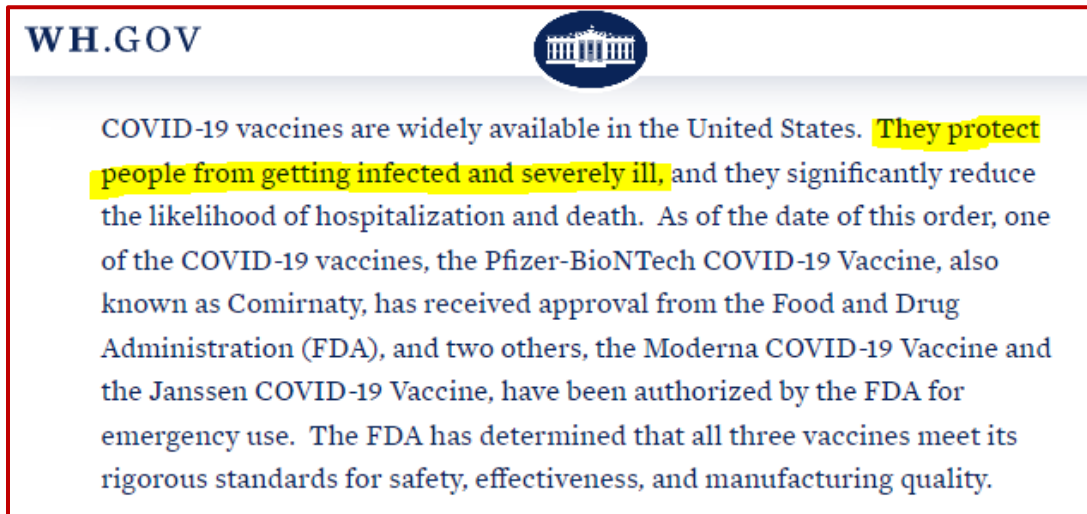 WH.GOV
COVID-19 vaccines are widely available in the United States.  They protect
people from getting infected and severely ill, and they significantly reduce
the likelihood of hospitalization and death.  As of the date of this order, one
of the COVID-19 vaccines, the Pfizer-BioNTech COVID-19 Vaccine, also
known as Comirnaty, has received approval from the Food and Drug
Administration (FDA), and two others, the Moderna COVID-19 Vaccine and
the Janssen COVID-19 Vaccine, have been authorized by the FDA for
emergency use.  The FDA has determined that all three vaccines meet its
rigorous standards for safety, effectiveness, and manufacturing quality.